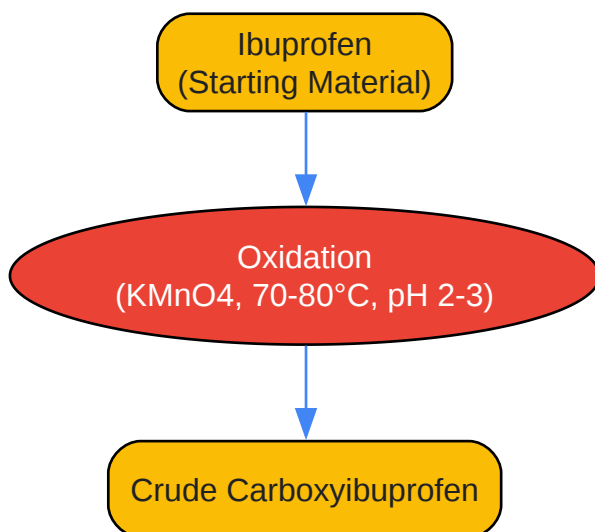 Ibuprofen
(Starting Material)
Oxidation
(KMnO4, 70-80°C, pH 2-3)
Crude Carboxyibuprofen